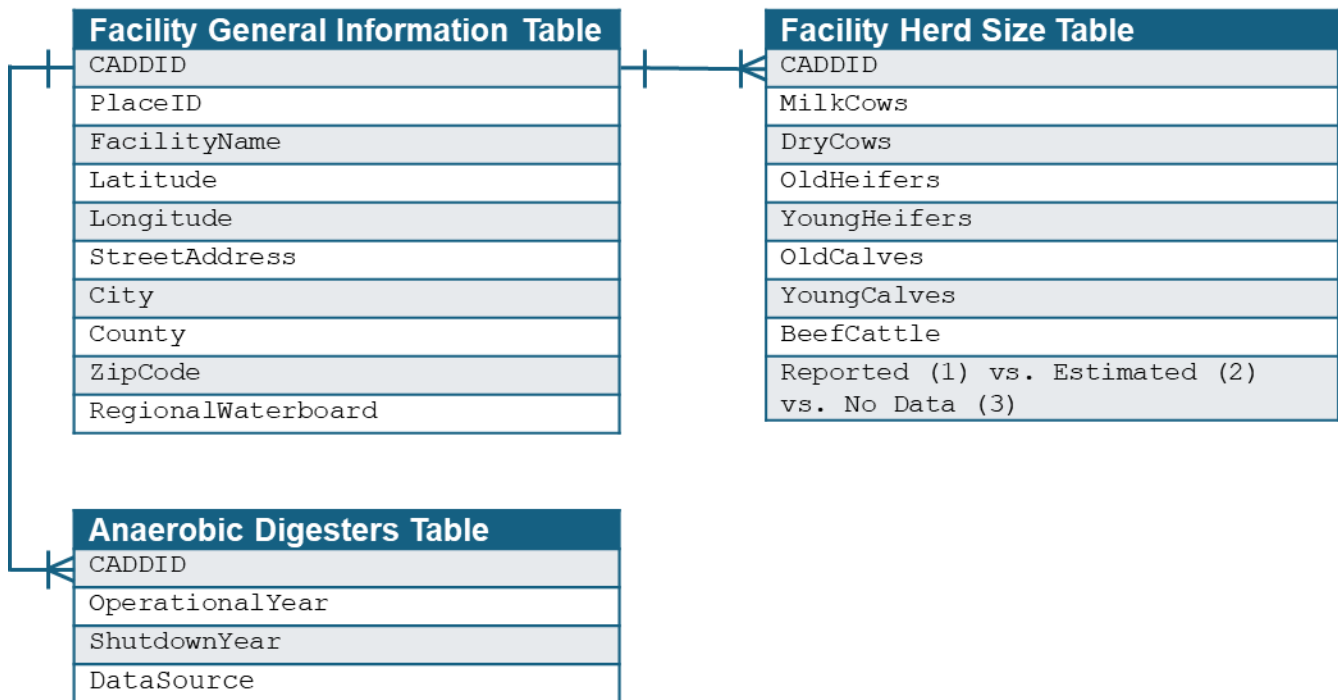 Facility General Information Table
CADDID
PlaceID
FacilityName
Latitude
Longitude
StreetAddress
City
County
ZipCode
RegionalWaterboard
Facility Herd Size Table
CADDID
MilkCows
DryCows
OldHeifers
YoungHeifers
OldCalves
YoungCalves
BeefCattle
Reported (1) vs. Estimated (2)
vs. No Data (3)
Anaerobic Digesters Table
CADDID
OperationalYear
ShutdownYear
DataSource